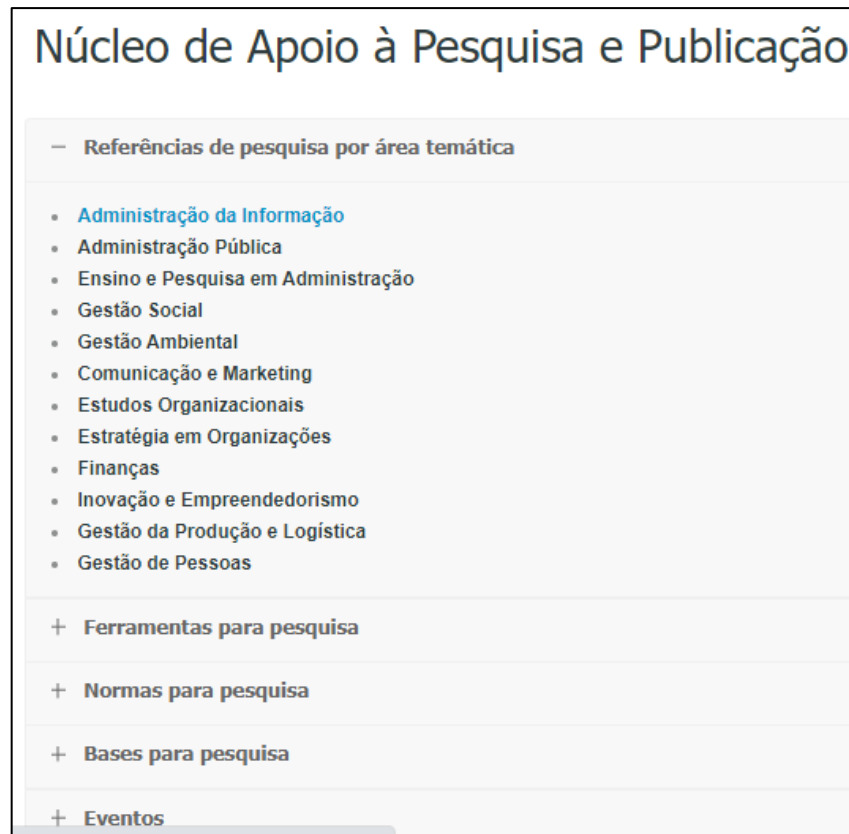 Núcleo de Apoio à Pesquisa e Publicação
Referências de pesquisa por área temática
Administração da Informação
Administração Pública
Ensino e Pesquisa em Administração
Gestão Social
Gestão Ambiental
Comunicação e Marketing
Estudos Organizacionais
Estratégia em Organizações
Finanças
Inovação e Empreendedorismo
Gestão da Produção e Logística
Gestão de Pessoas
Ferramentas para pesquisa
Normas para pesquisa
Bases para pesquisa
Eventos